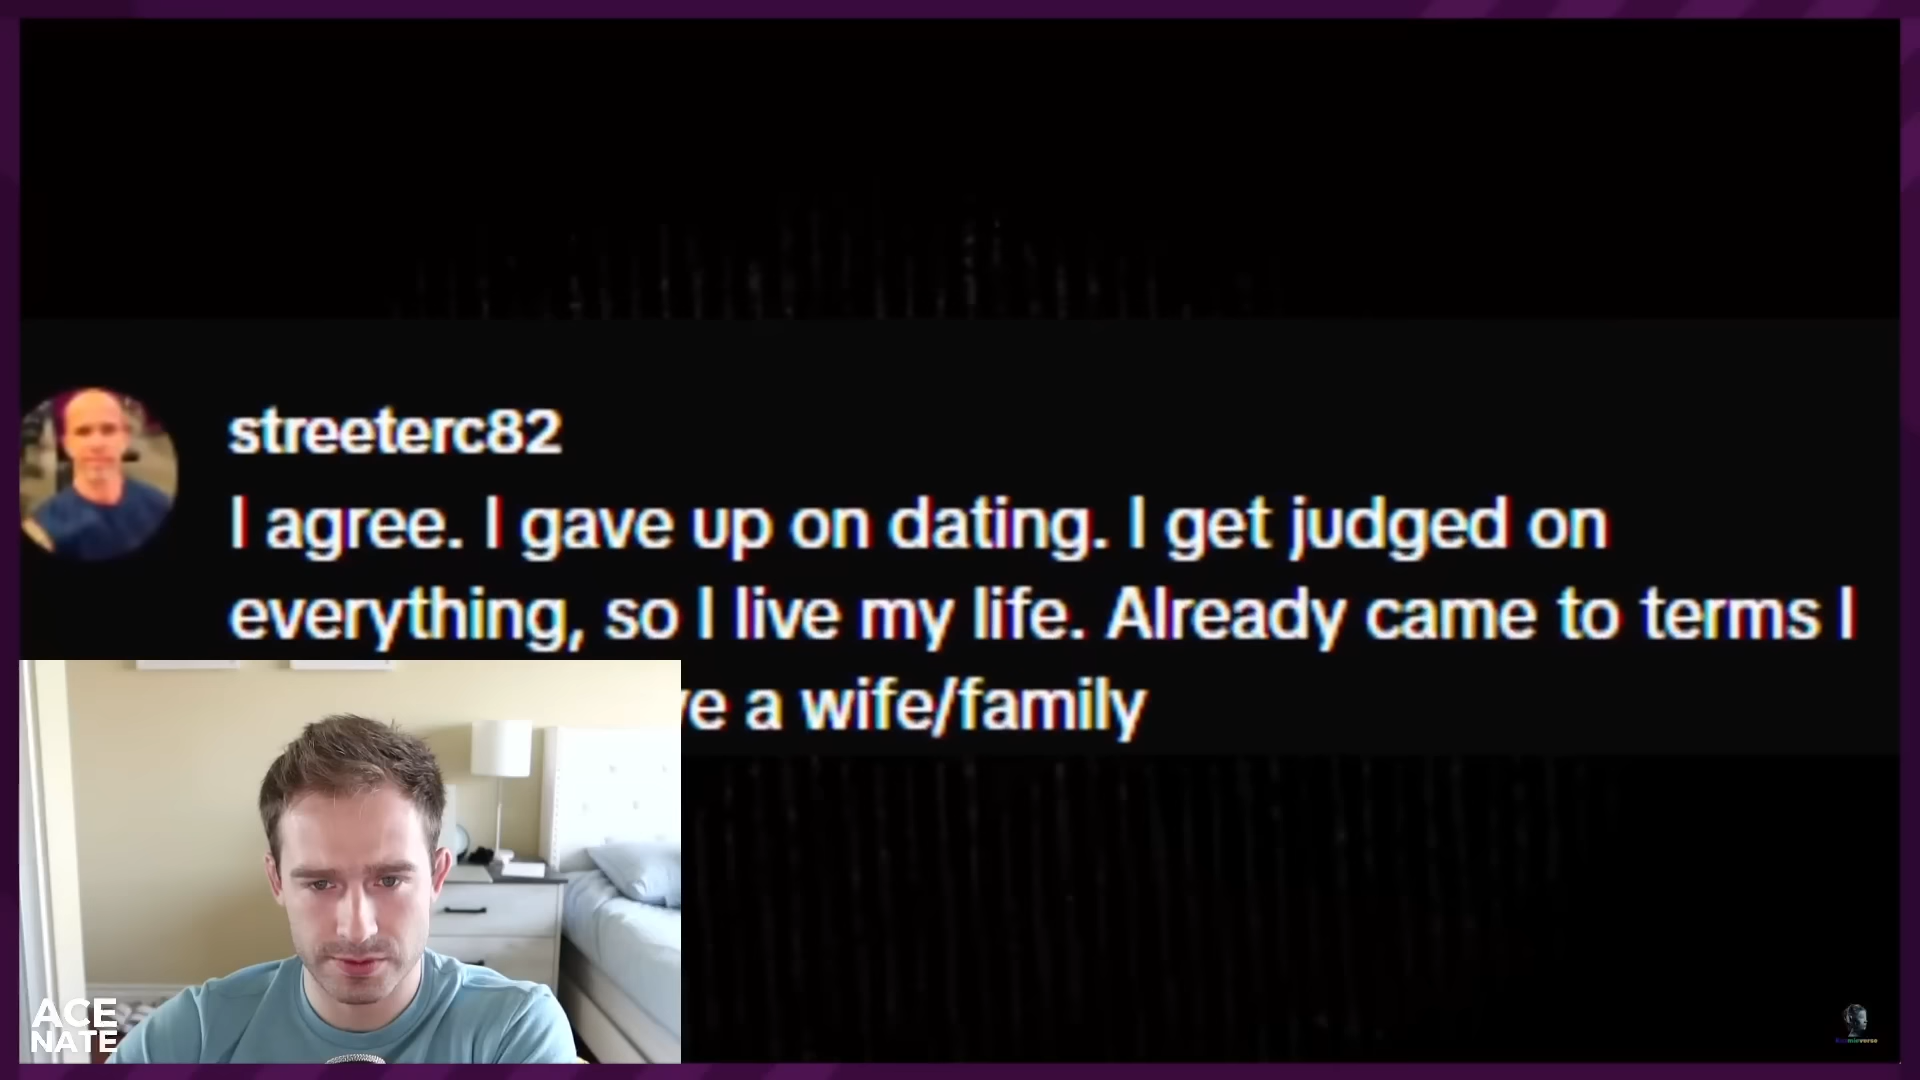 streeterc82
I agree. I gave up on dating. I get judged on
everything, so I live my life. Already came to terms I
a wife/family
ACE
NATE